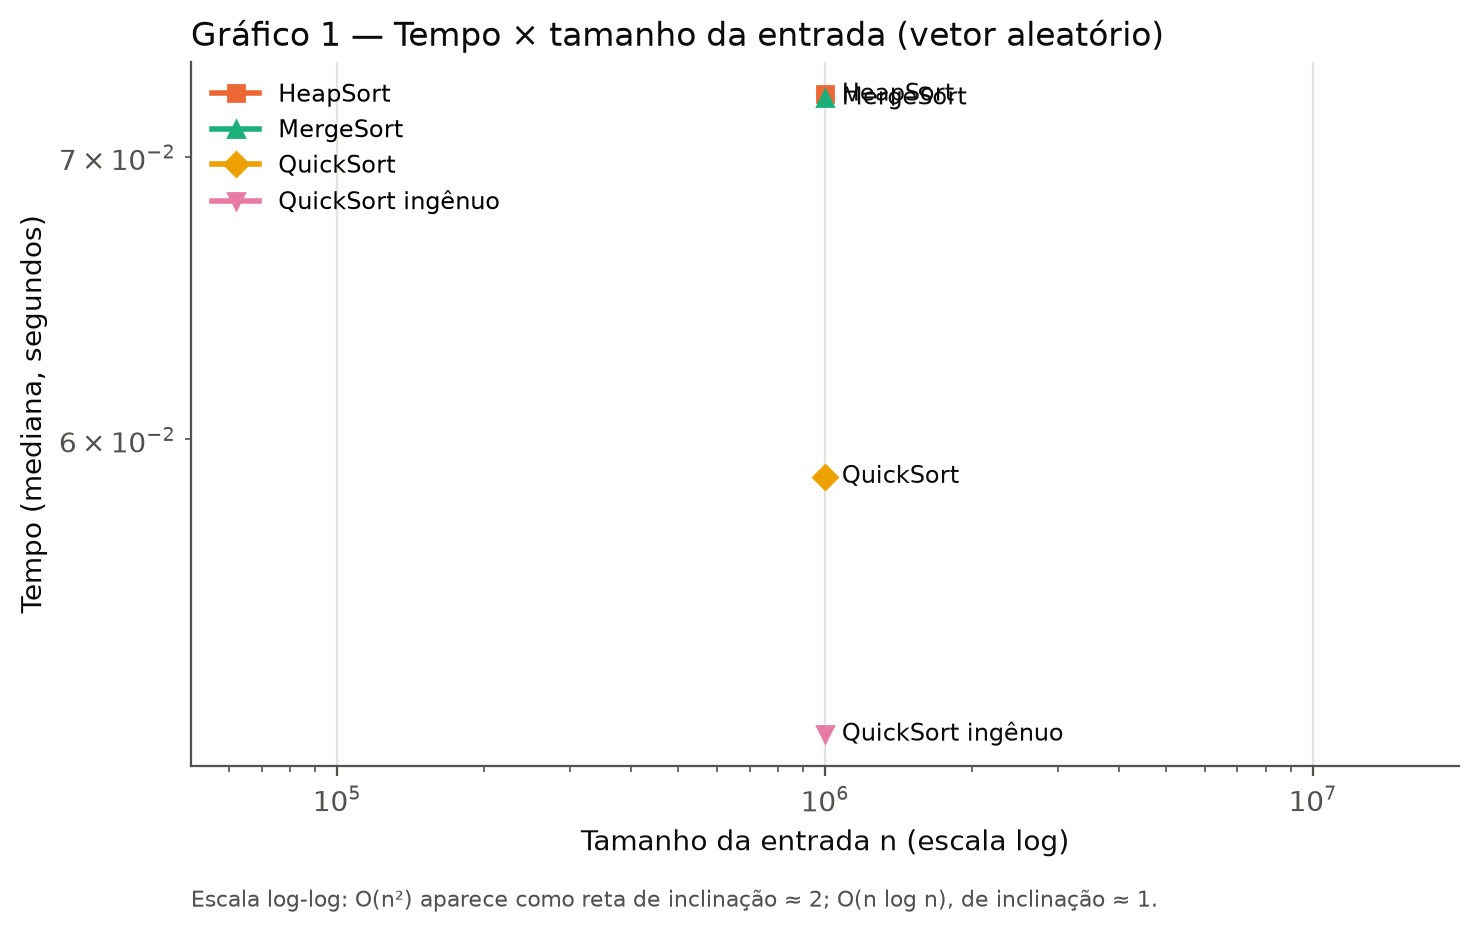 Gráfico 1 — Tempo × tamanho da entrada (vetor aleatório)
HeapSort
MergeSort
QuickSort
QuickSort ingênuo
HeapSort
MergeSort
QuickSort
QuickSort ingênuo
7 × 10⁻²
6 × 10⁻²
Tempo (mediana, segundos)
10⁵ 10⁶ 10⁷
Tamanho da entrada n (escala log)
Escala log-log: O(n²) aparece como reta de inclinação ≈ 2; O(n log n), de inclinação ≈ 1.